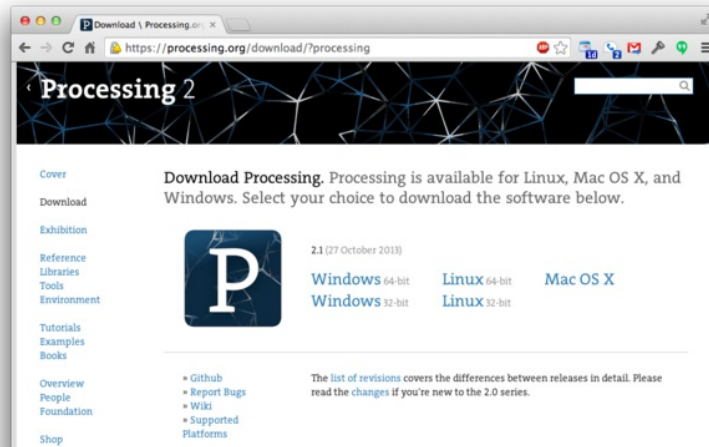 Download \ Processing.or
https://processing.org/download/?processing
ABP
1d
2
Processing 2
Cover
Download
Exhibition
Reference
Libraries
Tools
Environment
Tutorials
Examples
Books
Overview
People
Foundation
Shop
Download Processing. Processing is available for Linux, Mac OS X, and
Windows. Select your choice to download the software below.
P
2.1 (27 October 2013)
Windows 64-bit
Linux 64-bit
Mac OS X
Windows 32-bit
Linux 32-bit
» Github
» Report Bugs
» Wiki
» Supported
Platforms
The list of revisions covers the differences between releases in detail. Please
read the changes if you're new to the 2.0 series.